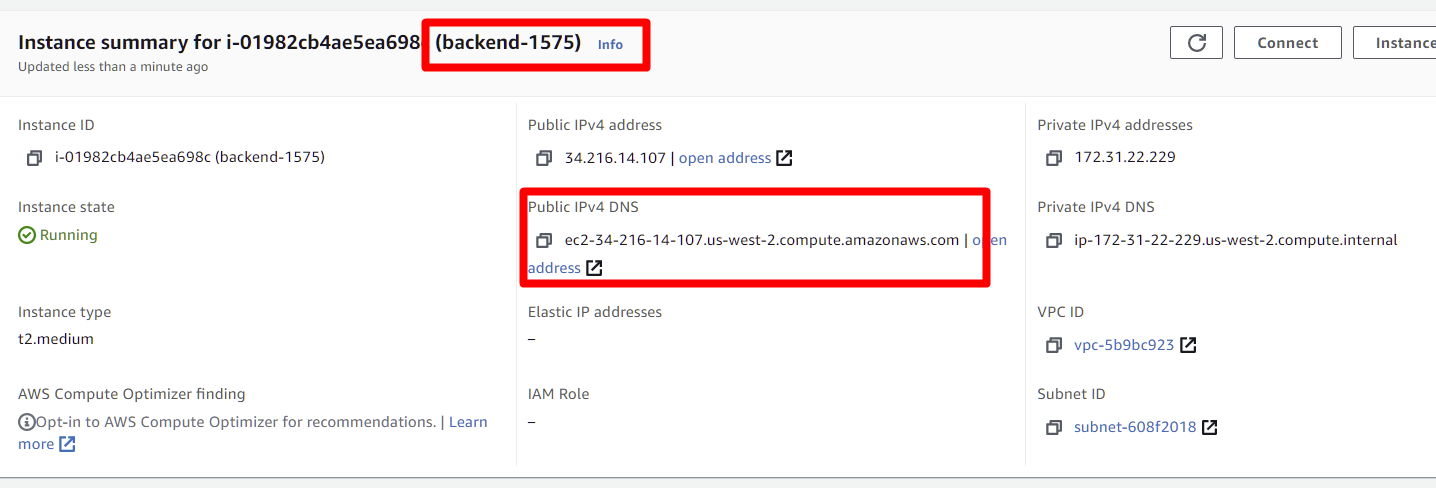 Instance summary for i-01982cb4ae5ea698 (backend-1575) Info
Updated less than a minute ago
Connect
Instance
Instance ID
i-01982cb4ae5ea698c (backend-1575)
Public IPv4 address
34.216.14.107 | open address
Private IPv4 addresses
172.31.22.229
Instance state
Running
Public IPv4 DNS
ec2-34-216-14-107.us-west-2.compute.amazonaws.com | open
address
Private IPv4 DNS
ip-172-31-22-229.us-west-2.compute.internal
Instance type
t2.medium
Elastic IP addresses
–
VPC ID
vpc-5b9bc923
AWS Compute Optimizer finding
Opt-in to AWS Compute Optimizer for recommendations. | Learn
more
IAM Role
–
Subnet ID
subnet-608f2018